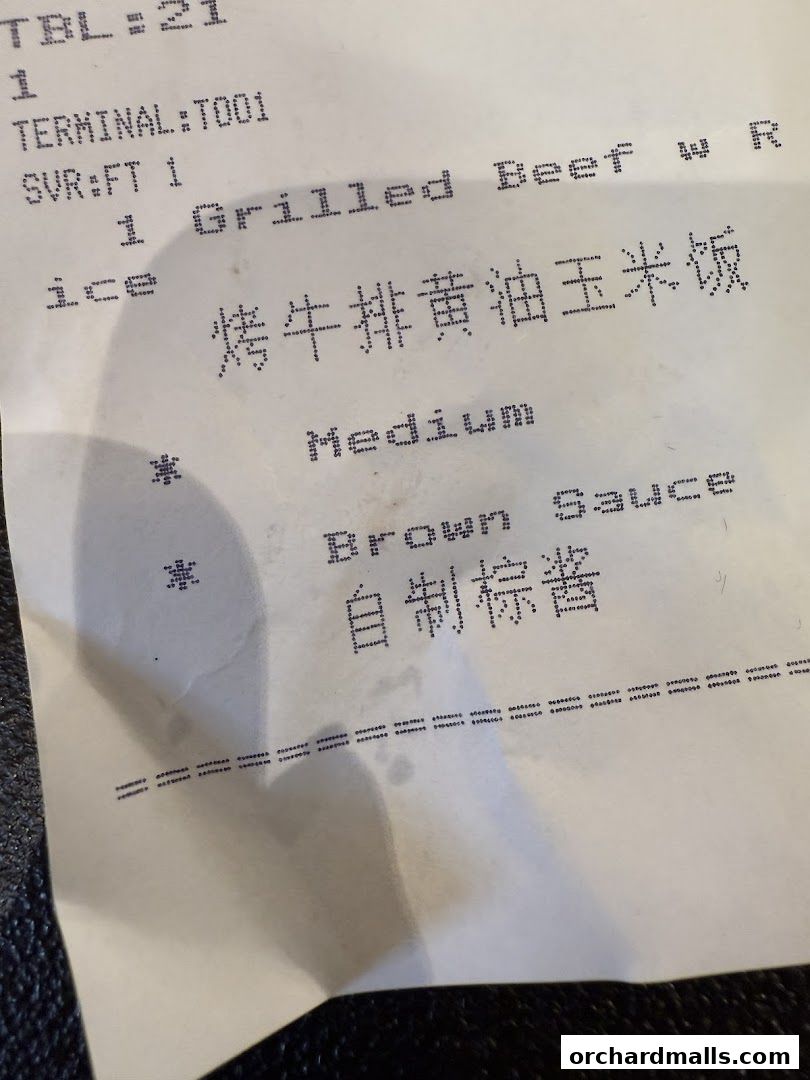 TBL:21
1
TERMINAL:T001
SVR:FT 1
1 Grilled Beef w R
ice
烤牛排黄油玉米饭
* Medium
* Brown Sauce
自制棕酱
==================
orchardmalls.com